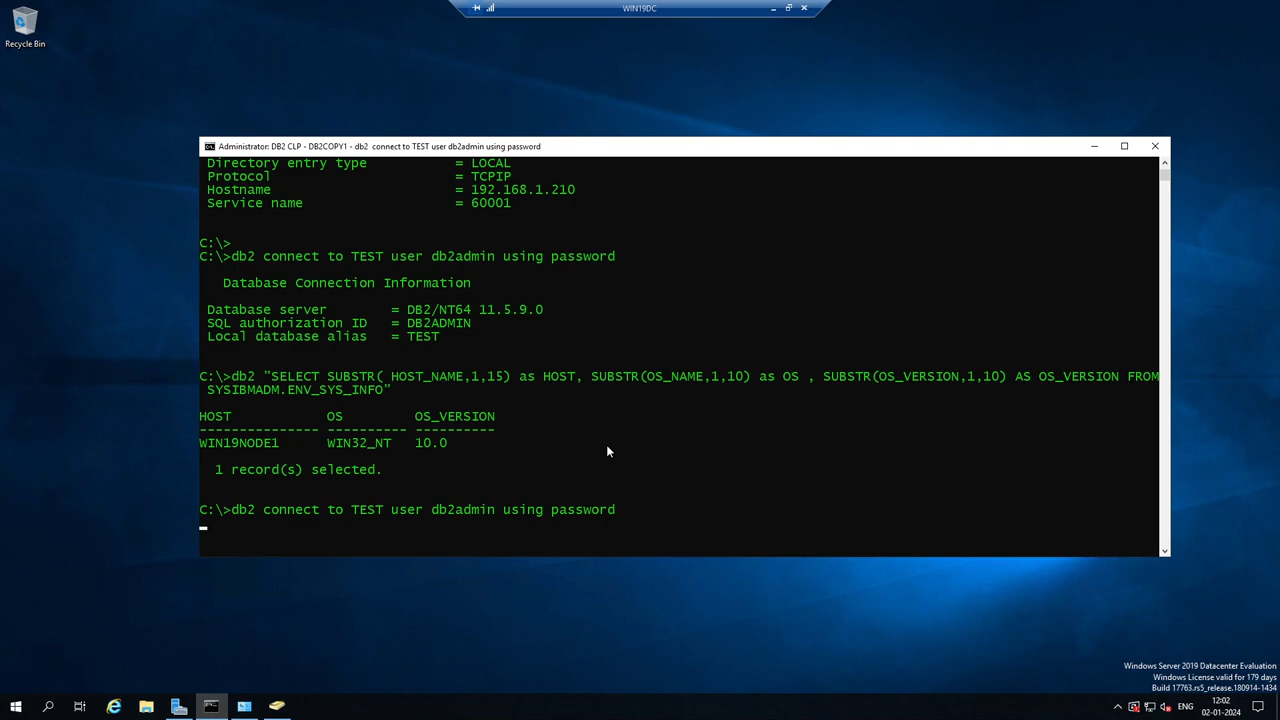 WIN19DC
Recycle Bin
Administrator: DB2 CLP - DB2COPY1 - db2  connect to TEST user db2admin using password
Directory entry type           = LOCAL
Protocol                       = TCPIP
Hostname                       = 192.168.1.210
Service name                   = 60001
C:\>
C:\>db2 connect to TEST user db2admin using password
Database Connection Information
Database server        = DB2/NT64 11.5.9.0
SQL authorization ID   = DB2ADMIN
Local database alias   = TEST
C:\>db2 "SELECT SUBSTR( HOST_NAME,1,15) as HOST, SUBSTR(OS_NAME,1,10) as OS , SUBSTR(OS_VERSION,1,10) AS OS_VERSION FROM
SYSIBMADM.ENV_SYS_INFO"
HOST            OS         OS_VERSION
--------------- ---------- ----------
WIN19NODE1      WIN32_NT   10.0
1 record(s) selected.
C:\>db2 connect to TEST user db2admin using password
Windows Server 2019 Datacenter Evaluation
Windows License valid for 179 days
Build 17763.rs5_release.180914-1434
ENG
12:02
02-01-2024